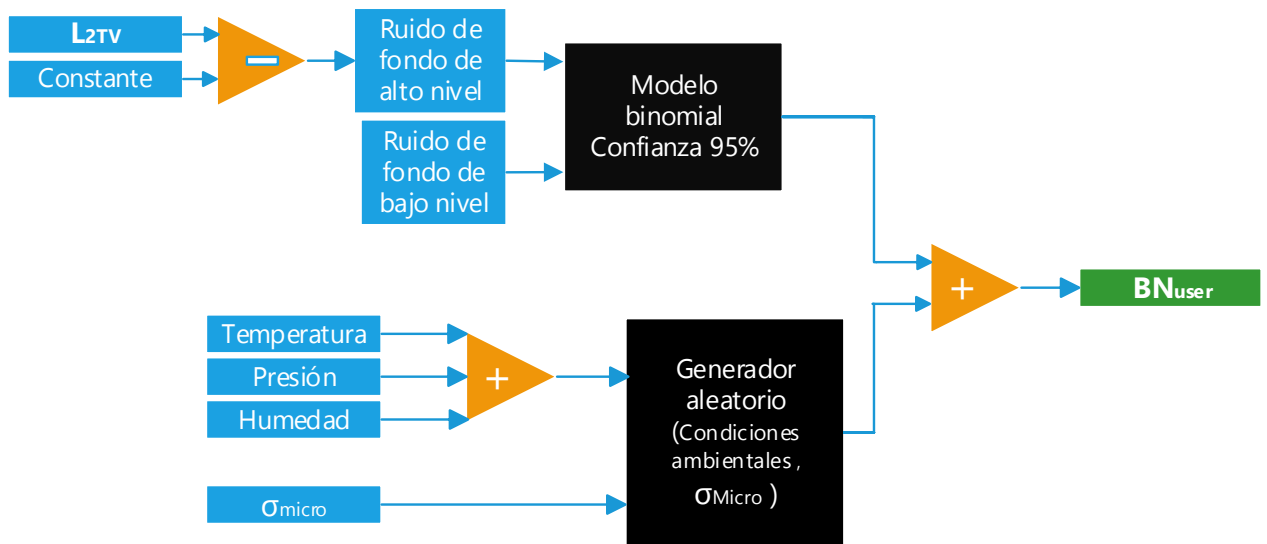 L2TV
Constante
Ruido de
fondo de
alto nivel
Ruido de
fondo de
bajo nivel
Modelo
binomial
Confianza 95%
+
BNuser
Temperatura
Presión
Humedad
+
σmicro
Generador
aleatorio
(Condiciones
ambientales ,
σMicro )